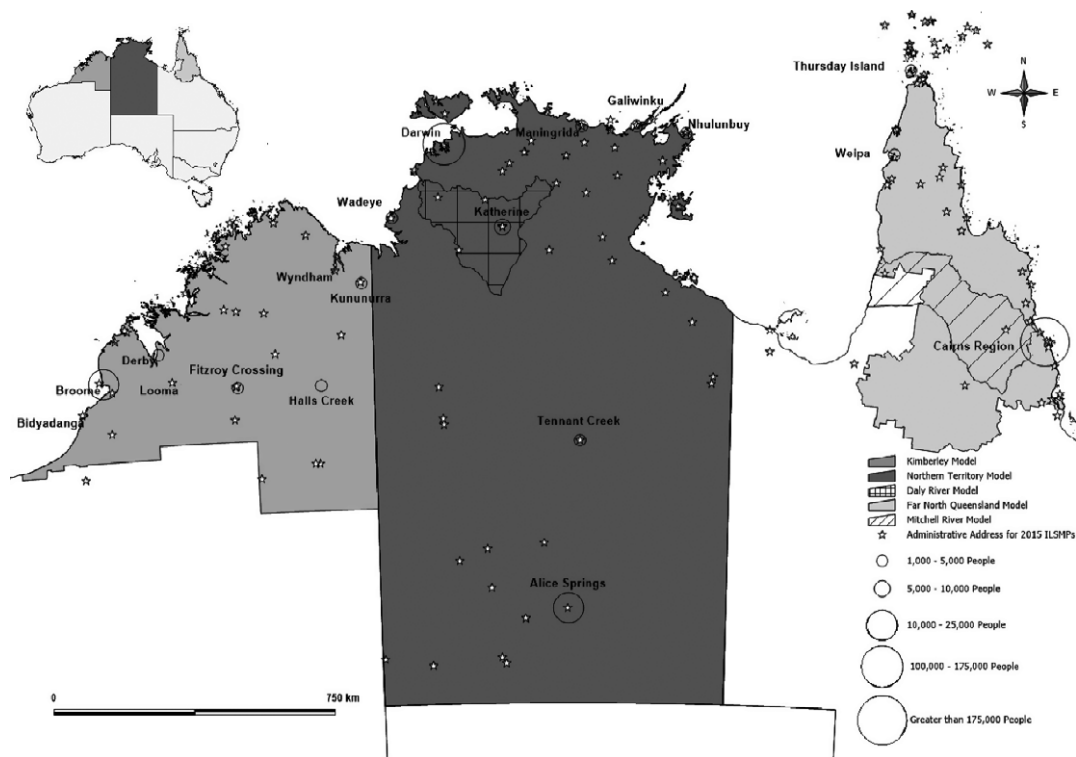 Thursday Island
N
W
E
S
Galiwinku
Darwin
Maningrida
Nhulunbuy
Weipa
Wadeye
Katherine
Wyndham
Kununurra
Derby
Fitzroy Crossing
Cairns Region
Broome
Looma
Halls Creek
Bidyadanga
Tennant Creek
Kimberley Model
Northern Territory Model
Daly River Model
Far North Queensland Model
Mitchell River Model
Administrative Address for 2015 ILSMPs
1,000 - 5,000 People
Alice Springs
5,000 - 10,000 People
10,000 - 25,000 People
100,000 - 175,000 People
0
750 km
Greater than 175,000 People